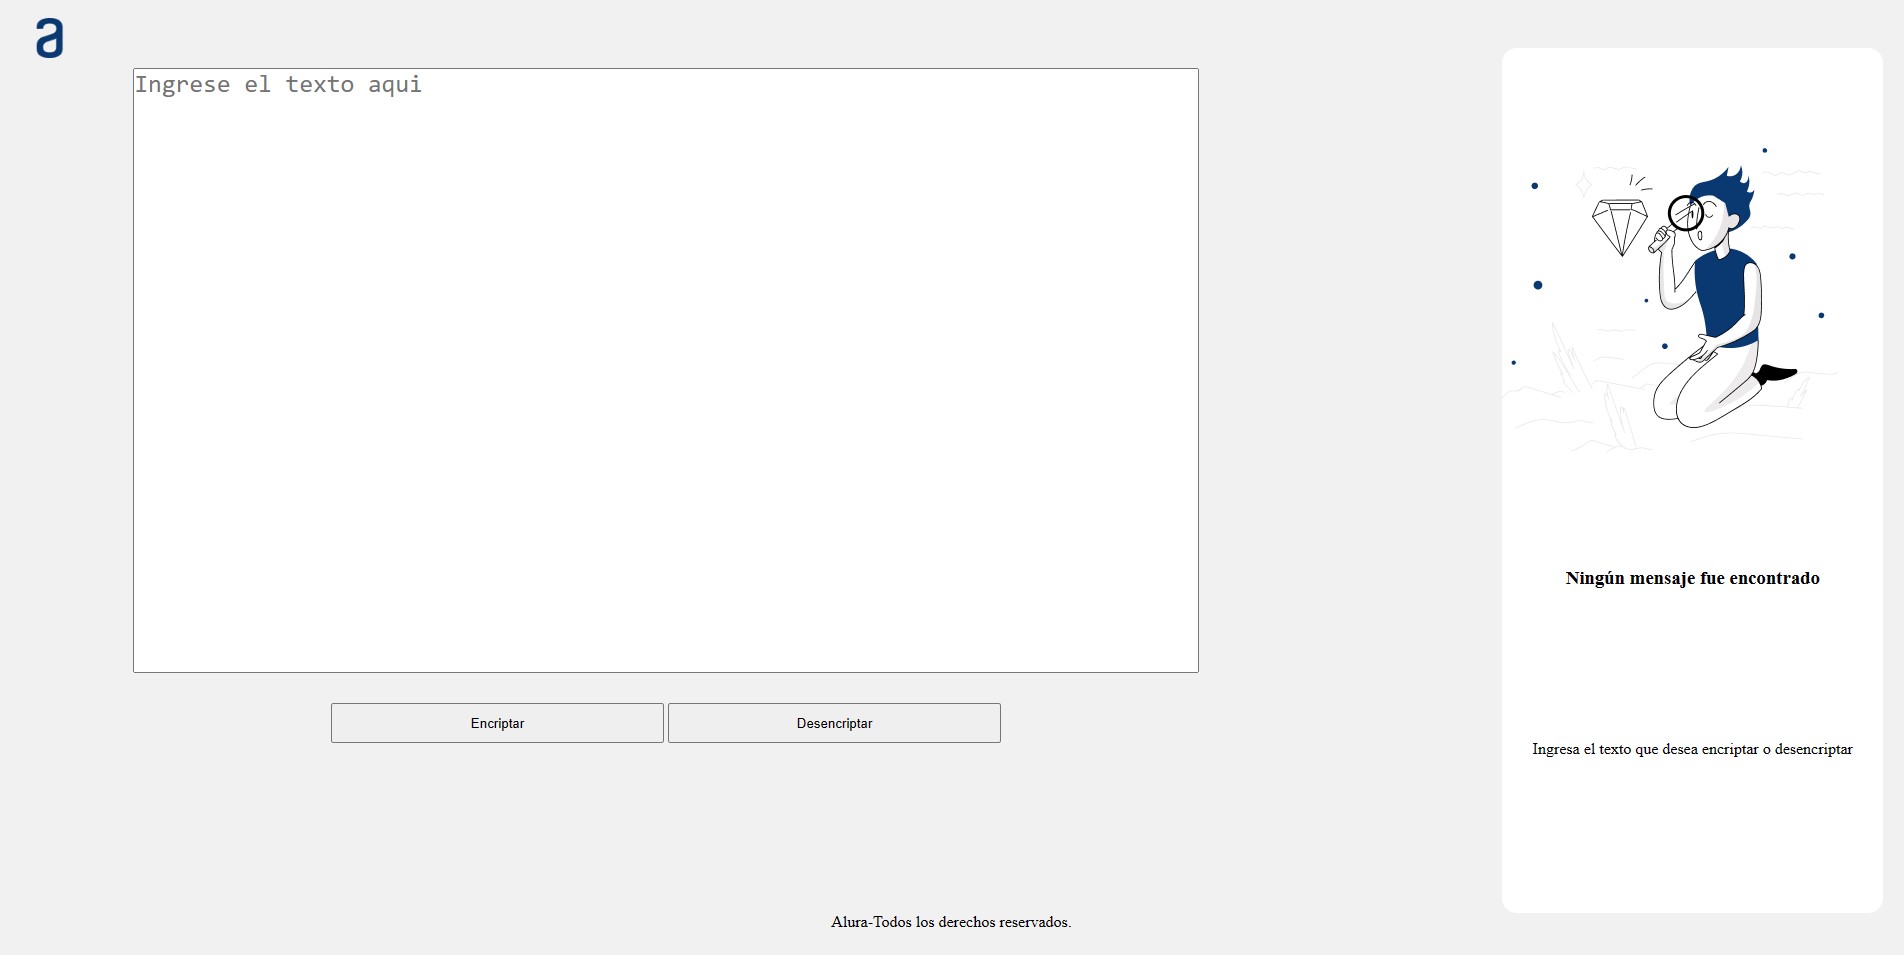 a
Ingrese el texto aqui
Encriptar
Desencriptar
Ningún mensaje fue encontrado
Ingresa el texto que desea encriptar o desencriptar
Alura-Todos los derechos reservados.